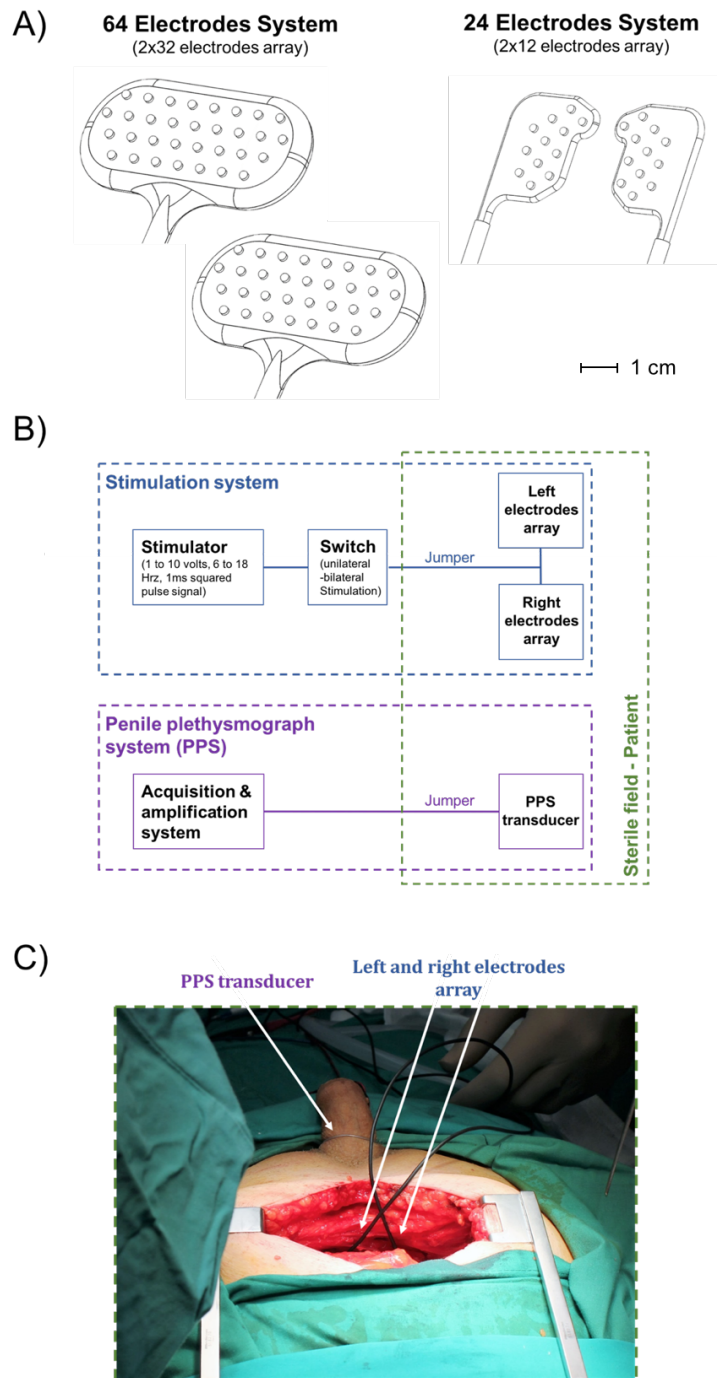 A)
64 Electrodes System
(2x32 electrodes array)
24 Electrodes System
(2x12 electrodes array)
1 cm
B)
Stimulation system
Stimulator
(1 to 10 volts, 6 to 18
Hrz, 1ms squared
pulse signal)
Switch
(unilateral
-bilateral
Stimulation)
Jumper
Left
electrodes
array
Right
electrodes
array
Penile plethysmograph
system (PPS)
Acquisition &
amplification
system
Jumper
PPS
transducer
Sterile field - Patient
C)
PPS transducer
Left and right electrodes
array